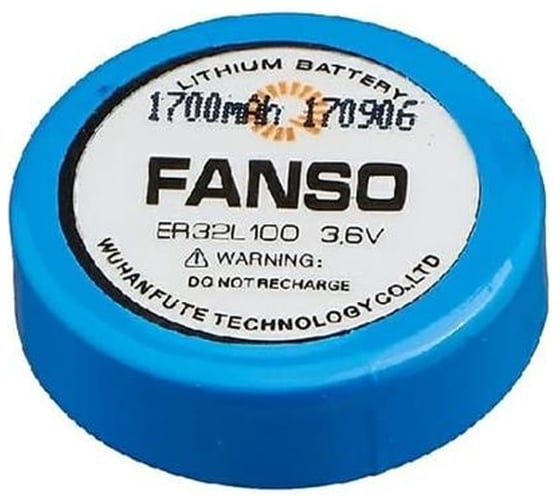 LITHIUM BATTERY
1700mAh 170906
FANSO
ER32L100 3.6V
WARNING:
DO NOT RECHARGE
WUHAN FUTE TECHNOLOGY CO., LTD